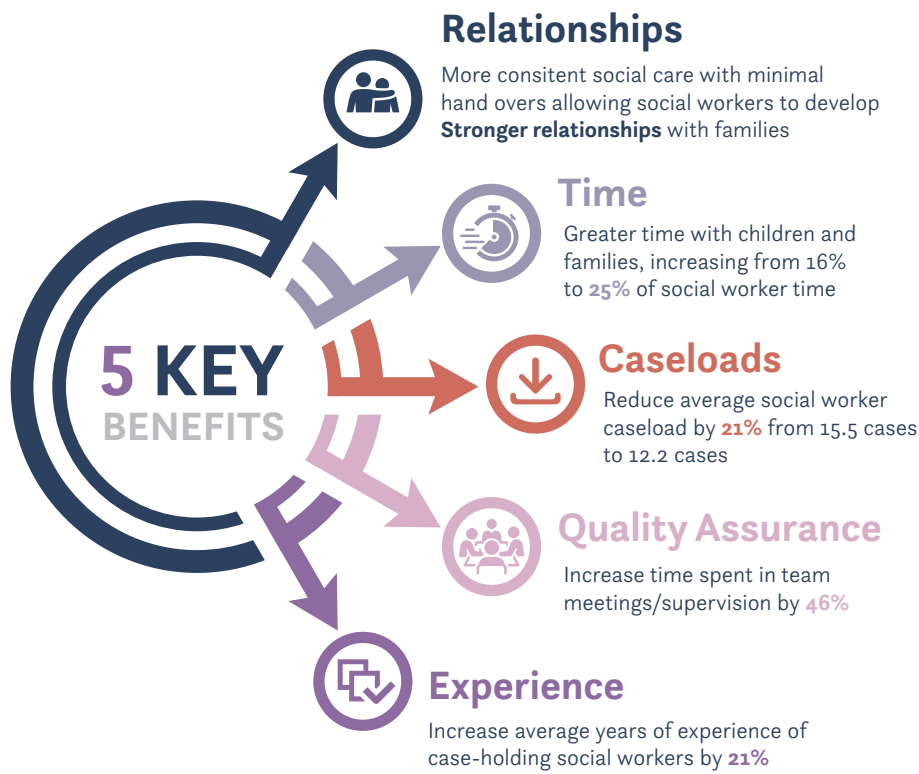 Relationships
More consitent social care with minimal
hand overs allowing social workers to develop
Stronger relationships with families
Time
Greater time with children and
families, increasing from 16%
to 25% of social worker time
5 KEY
BENEFITS
Caseloads
Reduce average social worker
caseload by 21% from 15.5 cases
to 12.2 cases
Quality Assurance
Increase time spent in team
meetings/supervision by 46%
Experience
Increase average years of experience of
case-holding social workers by 21%